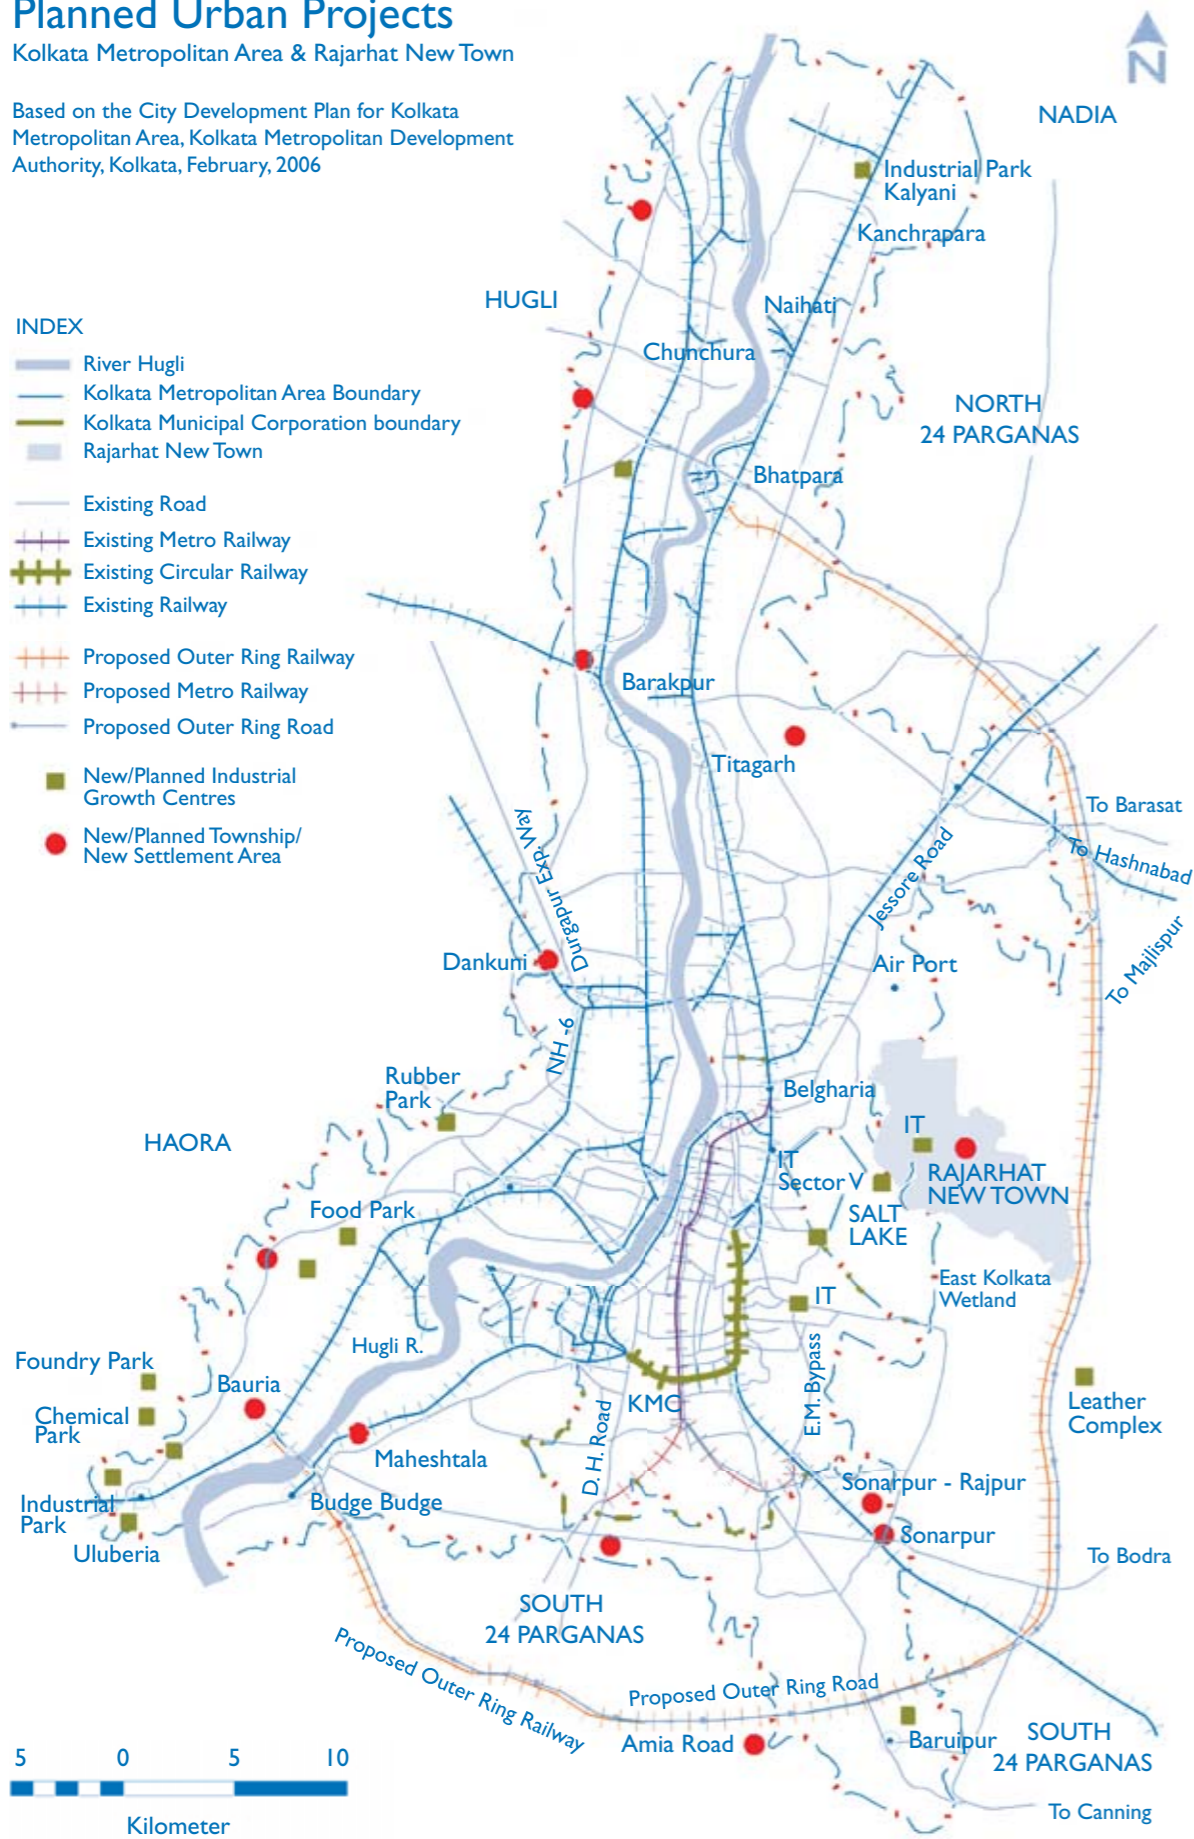 Planned Urban Projects
Kolkata Metropolitan Area & Rajarhat New Town
Based on the City Development Plan for Kolkata
Metropolitan Area, Kolkata Metropolitan Development
Authority, Kolkata, February, 2006
N
NADIA
Industrial Park
Kalyani
Kanchrapara
HUGLI
Naihati
INDEX
River Hugli
Kolkata Metropolitan Area Boundary
Kolkata Municipal Corporation boundary
Rajarhat New Town
Existing Road
Existing Metro Railway
Existing Circular Railway
Existing Railway
Proposed Outer Ring Railway
Proposed Metro Railway
Proposed Outer Ring Road
New/Planned Industrial
Growth Centres
New/Planned Township/
New Settlement Area
Chunchura
NORTH
24 PARGANAS
Bhatpara
Barakpur
Titagarh
To Barasat
To Hashnabad
Durgapur Exp. Way
Jessore Road
Dankuni
Air Port
To Majlispur
NH - 6
Rubber
Park
Belgharia
HAORA
IT
IT
Sector V
RAJARHAT
NEW TOWN
Food Park
SALT
LAKE
East Kolkata
Wetland
IT
Hugli R.
Foundry Park
Bauria
E.M. Bypass
KMC
D. H. Road
Leather
Complex
Chemical
Park
Maheshtala
Sonarpur - Rajpur
Industrial
Park
Budge Budge
Sonarpur
Uluberia
To Bodra
SOUTH
24 PARGANAS
Proposed Outer Ring Railway
Proposed Outer Ring Road
Amia Road
Baruipur
SOUTH
24 PARGANAS
5 0 5 10
Kilometer
To Canning